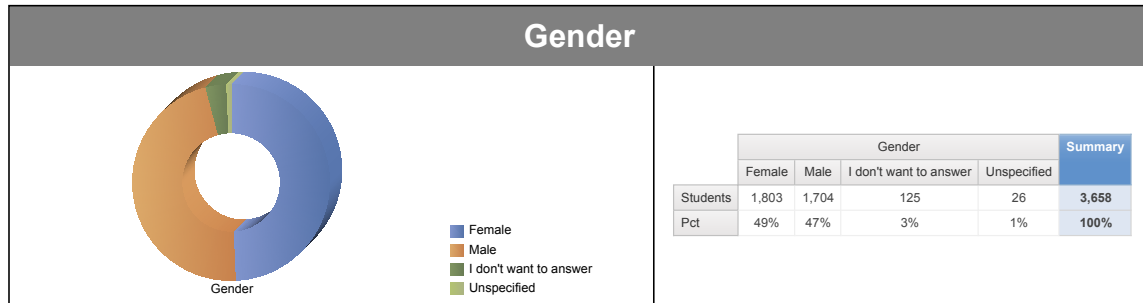 Gender
Female
Male
I don't want to answer
Unspecified
Gender
Gender Summary
Female Male I don't want to answer Unspecified
Students 1,803 1,704 125 26 3,658
Pct 49% 47% 3% 1% 100%